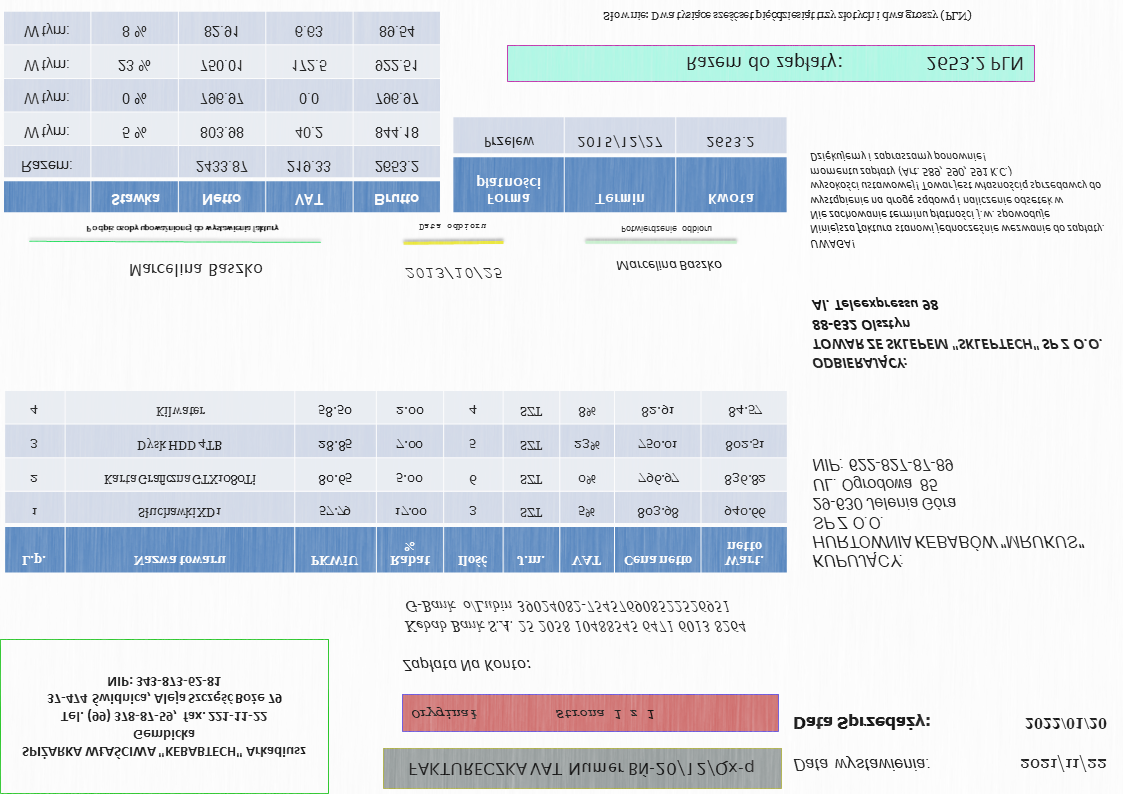 FAKTURECZKA VAT Numer BŃ-20/12/Qx-q
Data wystawienia: 2021/11/22
Oryginał Strona 1 z 1
Data Sprzedaży: 2022/01/20
SPIŻARKA WŁAŚCIWA "KEBABTECH" Arkadiusz
Gembicka
Tel. (99) 378-87-59, fax. 221-11-22
37-474 Świdnica, Aleja Szczęść Boże 79
NIP: 343-873-62-81
Zapłata Na Konto:
Kebab Bank S.A. 25 2058 10488545 6471 6013 8264
G-Bank o/Lubin 39024082-754576908522526951
KUPUJĄCY:
HURTOWNIA KEBABÓW "MRUKUS"
SP Z O.O.
29-630 Jelenia Góra
UL. Ogrodowa 85
NIP: 622-827-87-89
L.p. Nazwa towaru PKWiU Rabat % Ilość J.m. VAT Cena netto Wart. netto
1 Słuchawki XD1 57.79 17.00 3 SZT 5% 803.98 940.66
2 Karta Graficzna GTX1080Ti 80.65 5.00 6 SZT 0% 796.97 836.82
3 Dysk HDD 4TB 28.85 7.00 5 SZT 23% 750.01 802.51
4 Kilwater 58.50 2.00 4 SZT 8% 82.91 84.57
ODBIERAJĄCY:
TOWAR ZE SKLEPEM "SKLEPTECH" SP Z O.O.
88-632 Olsztyn
Al. Teleexpressu 98
Marcelina Baszko
2013/10/25
Marcelina Baszko
Podpis osoby upoważnionej do wystawienia faktury
Data odbioru
Potwierdzenie odbioru
UWAGA!
Niniejsza faktura stanowi jednocześnie wezwanie do zapłaty.
Nie zachowanie terminu płatności j.w. spowoduje
wystąpienie na drogę sądową i naliczenie odsetek w
wysokości ustawowej! Towar jest własnością sprzedawcy do
momentu zapłaty (Art. 589, 590, 591 K.C.)
Dziękujemy i zapraszamy ponownie!
Stawka Netto VAT Brutto
Razem: 2433.87 219.33 2653.2
W tym: 5 % 803.98 40.2 844.18
W tym: 0 % 796.97 0.0 796.97
W tym: 23 % 750.01 172.5 922.51
W tym: 8 % 82.91 6.63 89.54
Forma płatności Termin Kwota
Przelew 2015/12/27 2653.2
Razem do zapłaty: 2653.2 PLN
Słownie: Dwa tysiące sześćset pięćdziesiąt trzy złotych i dwa groszy (PLN)